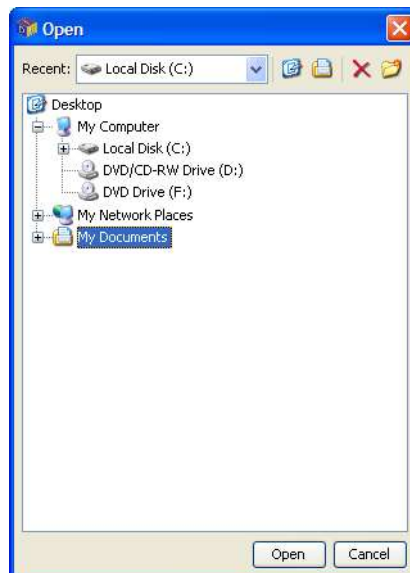 Open
Recent: Local Disk (C:)
Desktop
My Computer
Local Disk (C:)
DVD/CD-RW Drive (D:)
DVD Drive (F:)
My Network Places
My Documents
Open Cancel